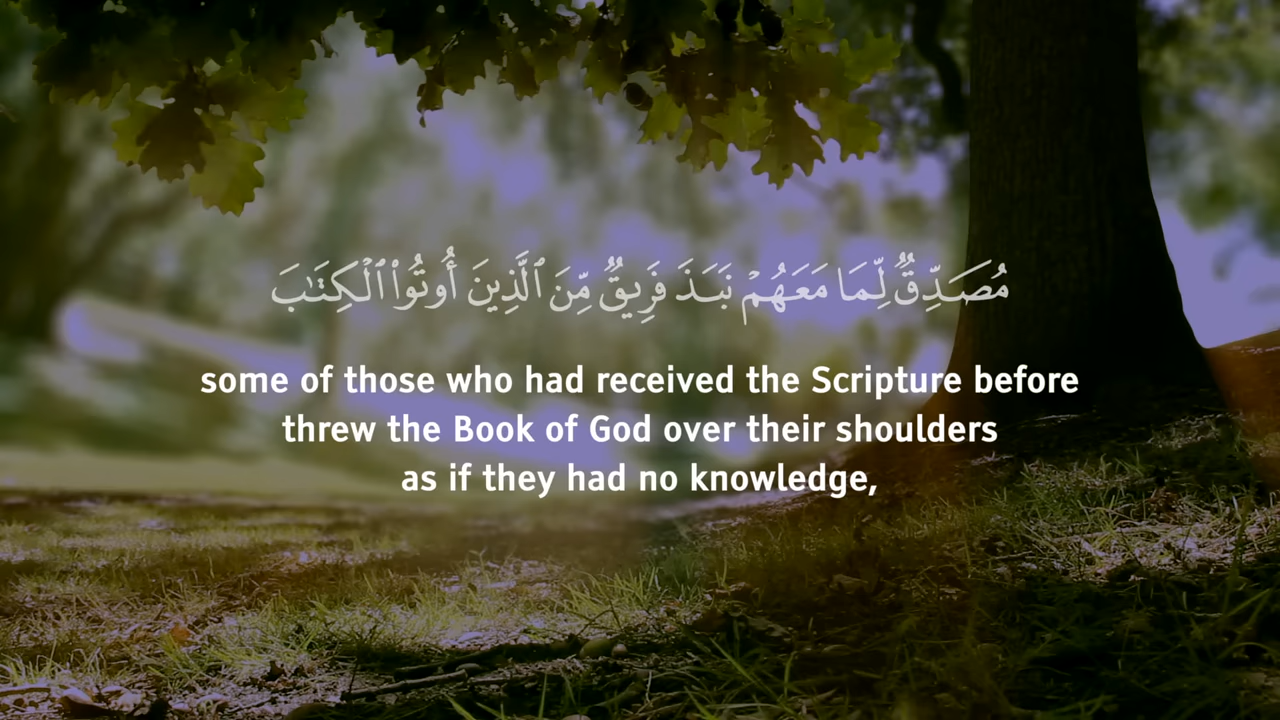 مُصَدِّقٌ لِّمَا مَعَهُمْ نَبَذَ فَرِيقٌ مِّنَ ٱلَّذِينَ أُوتُوا۟ ٱلْكِتَـٰبَ
some of those who had received the Scripture before
threw the Book of God over their shoulders
as if they had no knowledge,